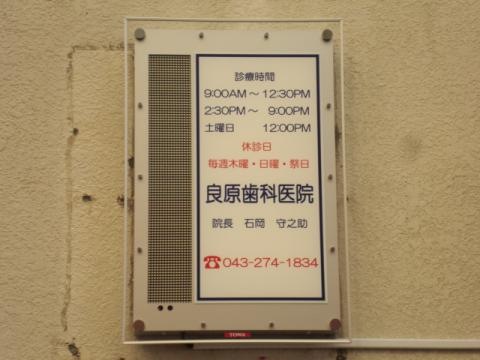 診療時間
9:00AM～12:30PM
2:30PM～ 9:00PM
土曜日 12:00PM
休診日
毎週木曜・日曜・祭日
良原歯科医院
院長 石岡 守之助
☎043-274-1834
TOWA